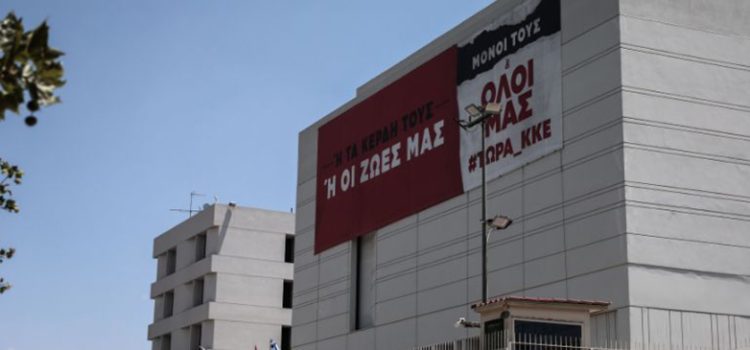 Ή ΤΑ ΚΕΡΔΗ ΤΟΥΣ
Ή ΟΙ ΖΩΕΣ ΜΑΣ
ΜΟΝΟΙ ΤΟΥΣ
&
ΟΛΟΙ
ΜΑΣ
#ΤΩΡΑ_ΚΚΕ